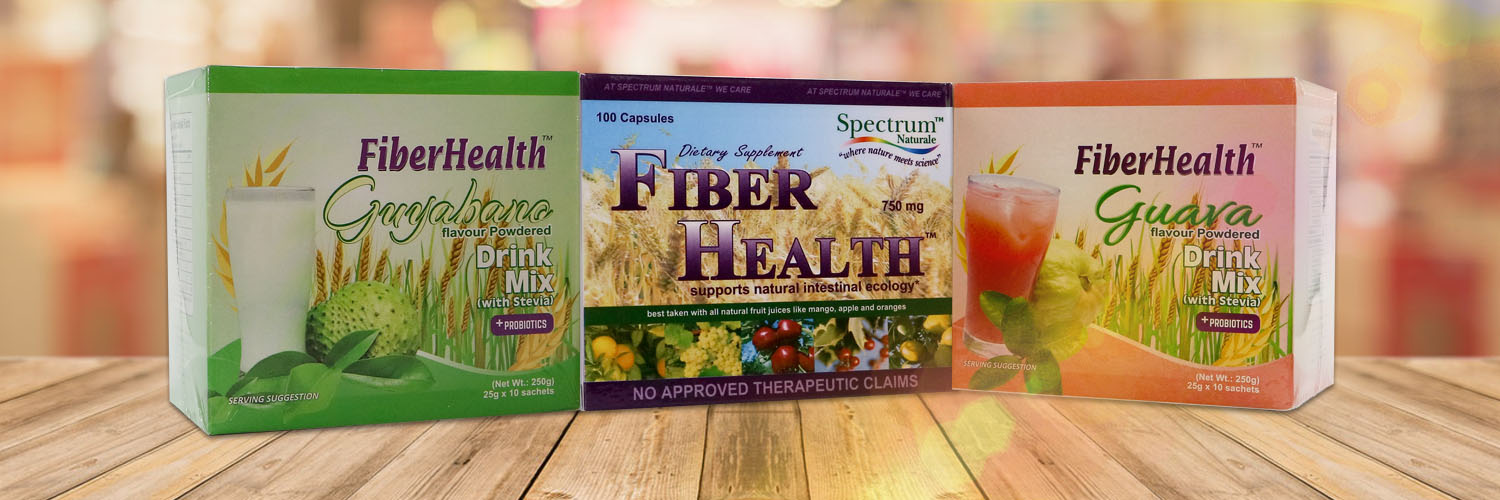 FiberHealth™
Guyabano
flavour Powdered
Drink
Mix
(with Stevia)
+PROBIOTICS
(Net Wt.: 250g)
25g x 10 sachets
SERVING SUGGESTION
AT SPECTRUM NATURALE™ WE CARE
AT SPECTRUM NATURALE™ WE CARE
100 Capsules
Spectrum™
Naturale
"where nature meets science"
Dietary Supplement
FIBER
750 mg
HEALTH™
supports natural intestinal ecology*
best taken with all natural fruit juices like mango, apple and oranges
NO APPROVED THERAPEUTIC CLAIMS
FiberHealth™
Guava
flavour Powdered
Drink
Mix
(with Stevia)
+PROBIOTICS
(Net Wt.: 250g)
25g x 10 sachets
SERVING SUGGESTION